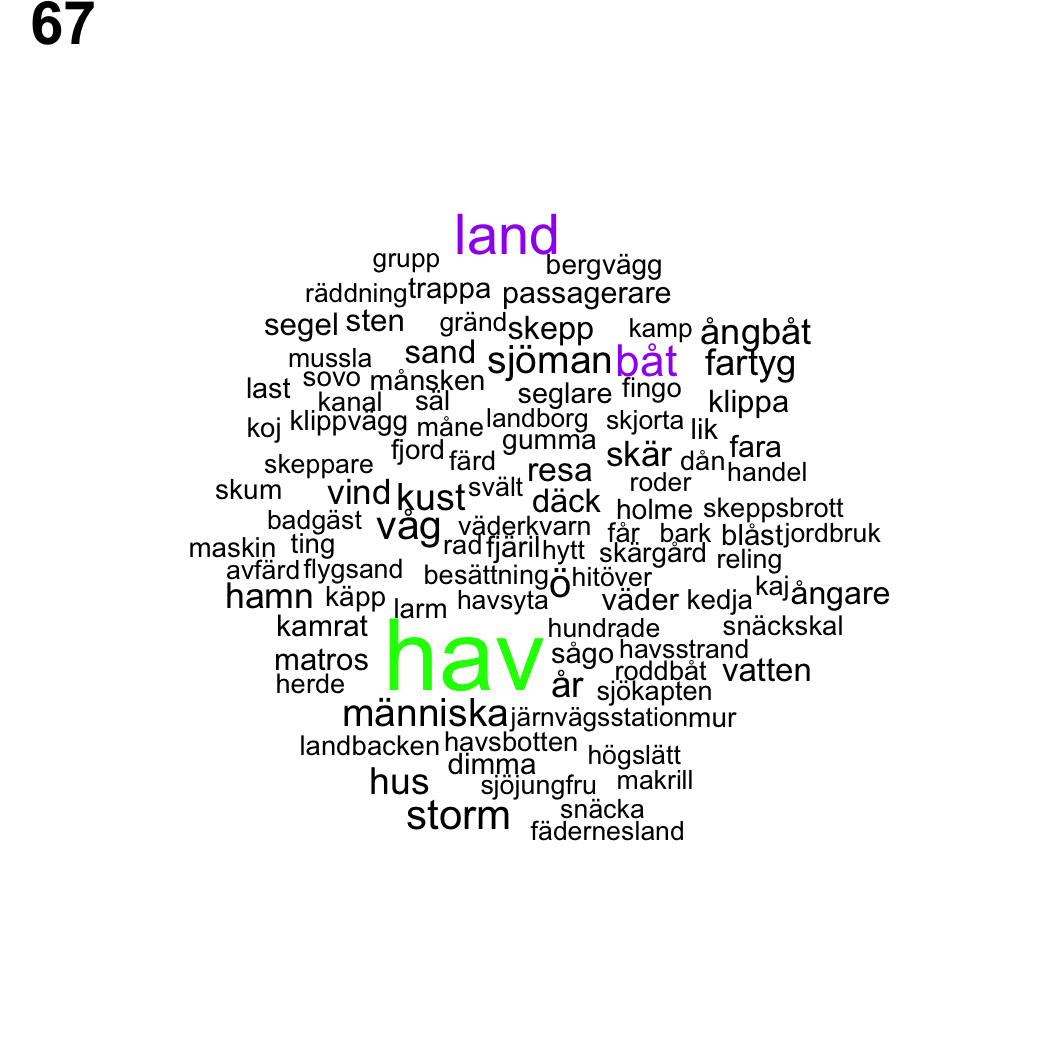 67
land
grupp bergvägg
räddning trappa passagerare
segel sten gränd skepp kamp ångbåt
mussla sand sjöman båt fartyg
last sovo månsken seglare fingo klippa
kanal säl
koj klippvägg måne landborg skjorta lik
fjord gumma skär dån fara
skeppare färd resa roder handel
skum vind kust svält däck holme skeppsbrott
badgäst våg väderkvarn får bark blåst jordbruk
maskin ting rad fjäril hytt skärgård reling
avfärd flygsand besättning ö hitöver
hamn käpp larm havsyta väder kedja kaj ångare
kamrat hav hundrade snäckskal
matros sågo havsstrand
herde år roddbåt vatten
sjökapten
människa järnvägsstation mur
landbacken havsbotten högslätt
hus dimma sjöjungfru makrill
storm snäcka
fädernesland